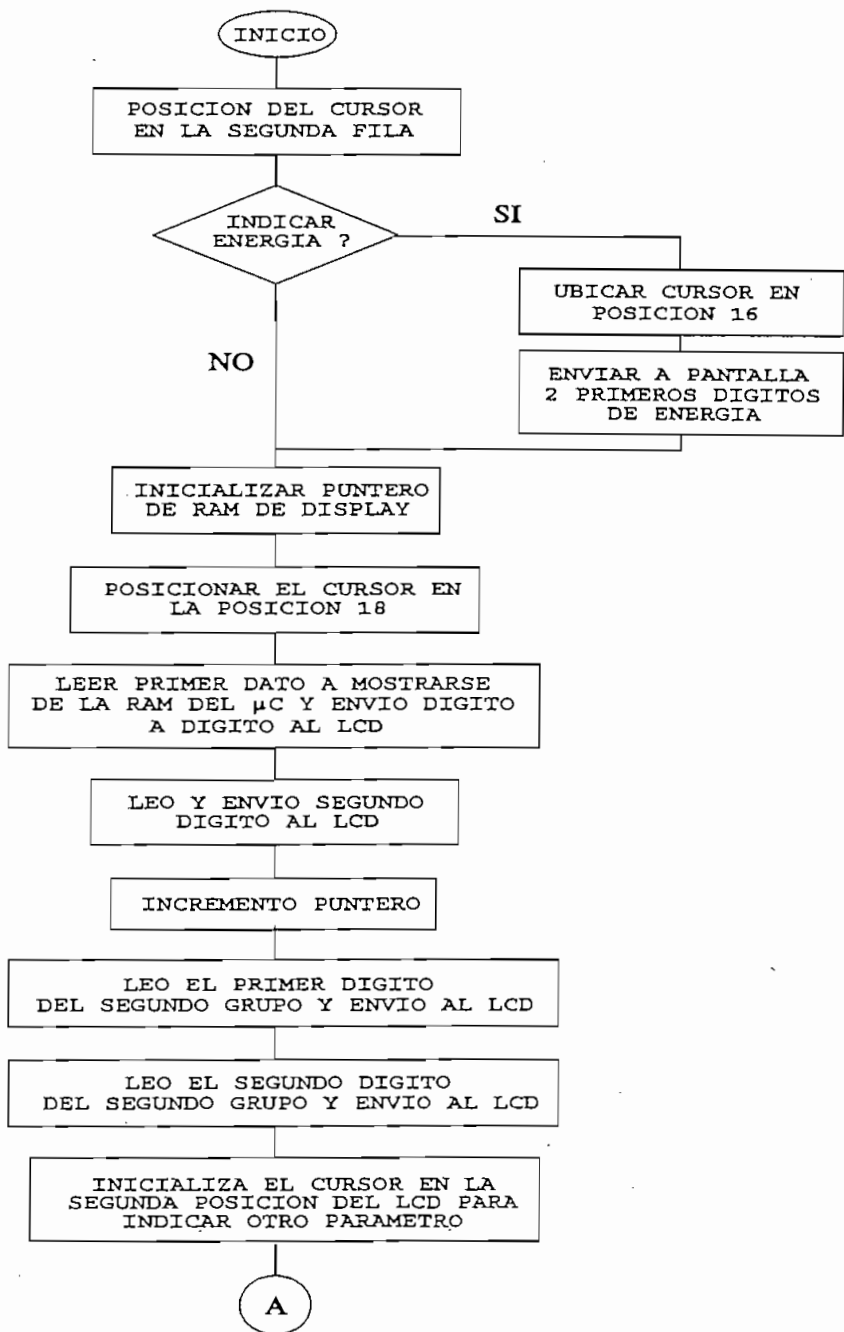 INICIO
POSICION DEL CURSOR
EN LA SEGUNDA FILA
INDICAR
ENERGIA ?
SI
UBICAR CURSOR EN
POSICION 16
NO
ENVIAR A PANTALLA
2 PRIMEROS DIGITOS
DE ENERGIA
INICIALIZAR PUNTERO
DE RAM DE DISPLAY
POSICIONAR EL CURSOR EN
LA POSICION 18
LEER PRIMER DATO A MOSTRARSE
DE LA RAM DEL µC Y ENVIO DIGITO
A DIGITO AL LCD
LEO Y ENVIO SEGUNDO
DIGITO AL LCD
INCREMENTO PUNTERO
LEO EL PRIMER DIGITO
DEL SEGUNDO GRUPO Y ENVIO AL LCD
LEO EL SEGUNDO DIGITO
DEL SEGUNDO GRUPO Y ENVIO AL LCD
INICIALIZA EL CURSOR EN LA
SEGUNDA POSICION DEL LCD PARA
INDICAR OTRO PARAMETRO
A